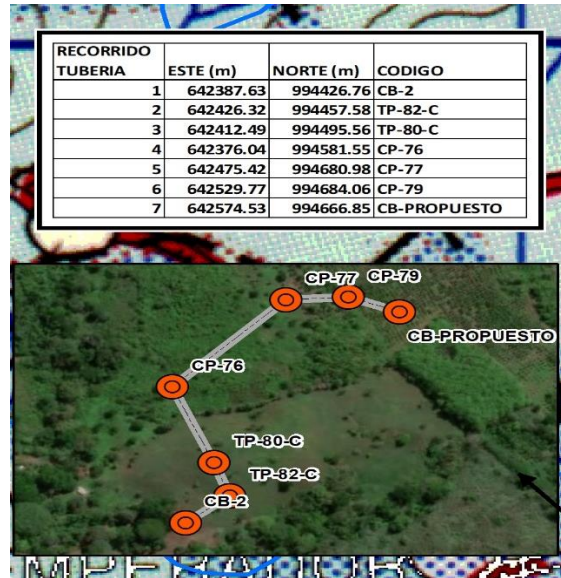 RECORRIDO
TUBERIA ESTE (m) NORTE (m) CODIGO
1 642387.63 994426.76 CB-2
2 642426.32 994457.58 TP-82-C
3 642412.49 994495.56 TP-80-C
4 642376.04 994581.55 CP-76
5 642475.42 994680.98 CP-77
6 642529.77 994684.06 CP-79
7 642574.53 994666.85 CB-PROPUESTO
CP-77 CP-79
CB-PROPUESTO
CP-76
TP-80-C
TP-82-C
CB-2